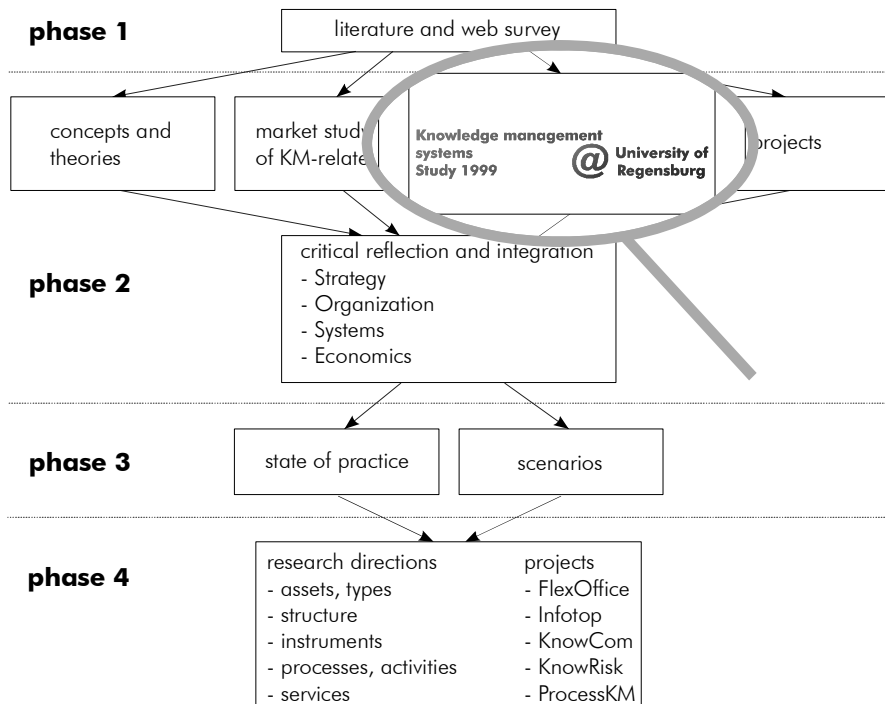 phase 1
literature and web survey
concepts and
theories
market study
of KM-relate
Knowledge management
systems
Study 1999
@ University of
Regensburg
projects
phase 2
critical reflection and integration
- Strategy
- Organization
- Systems
- Economics
phase 3
state of practice
scenarios
phase 4
research directions
- assets, types
- structure
- instruments
- processes, activities
- services
projects
- FlexOffice
- Infotop
- KnowCom
- KnowRisk
- ProcessKM